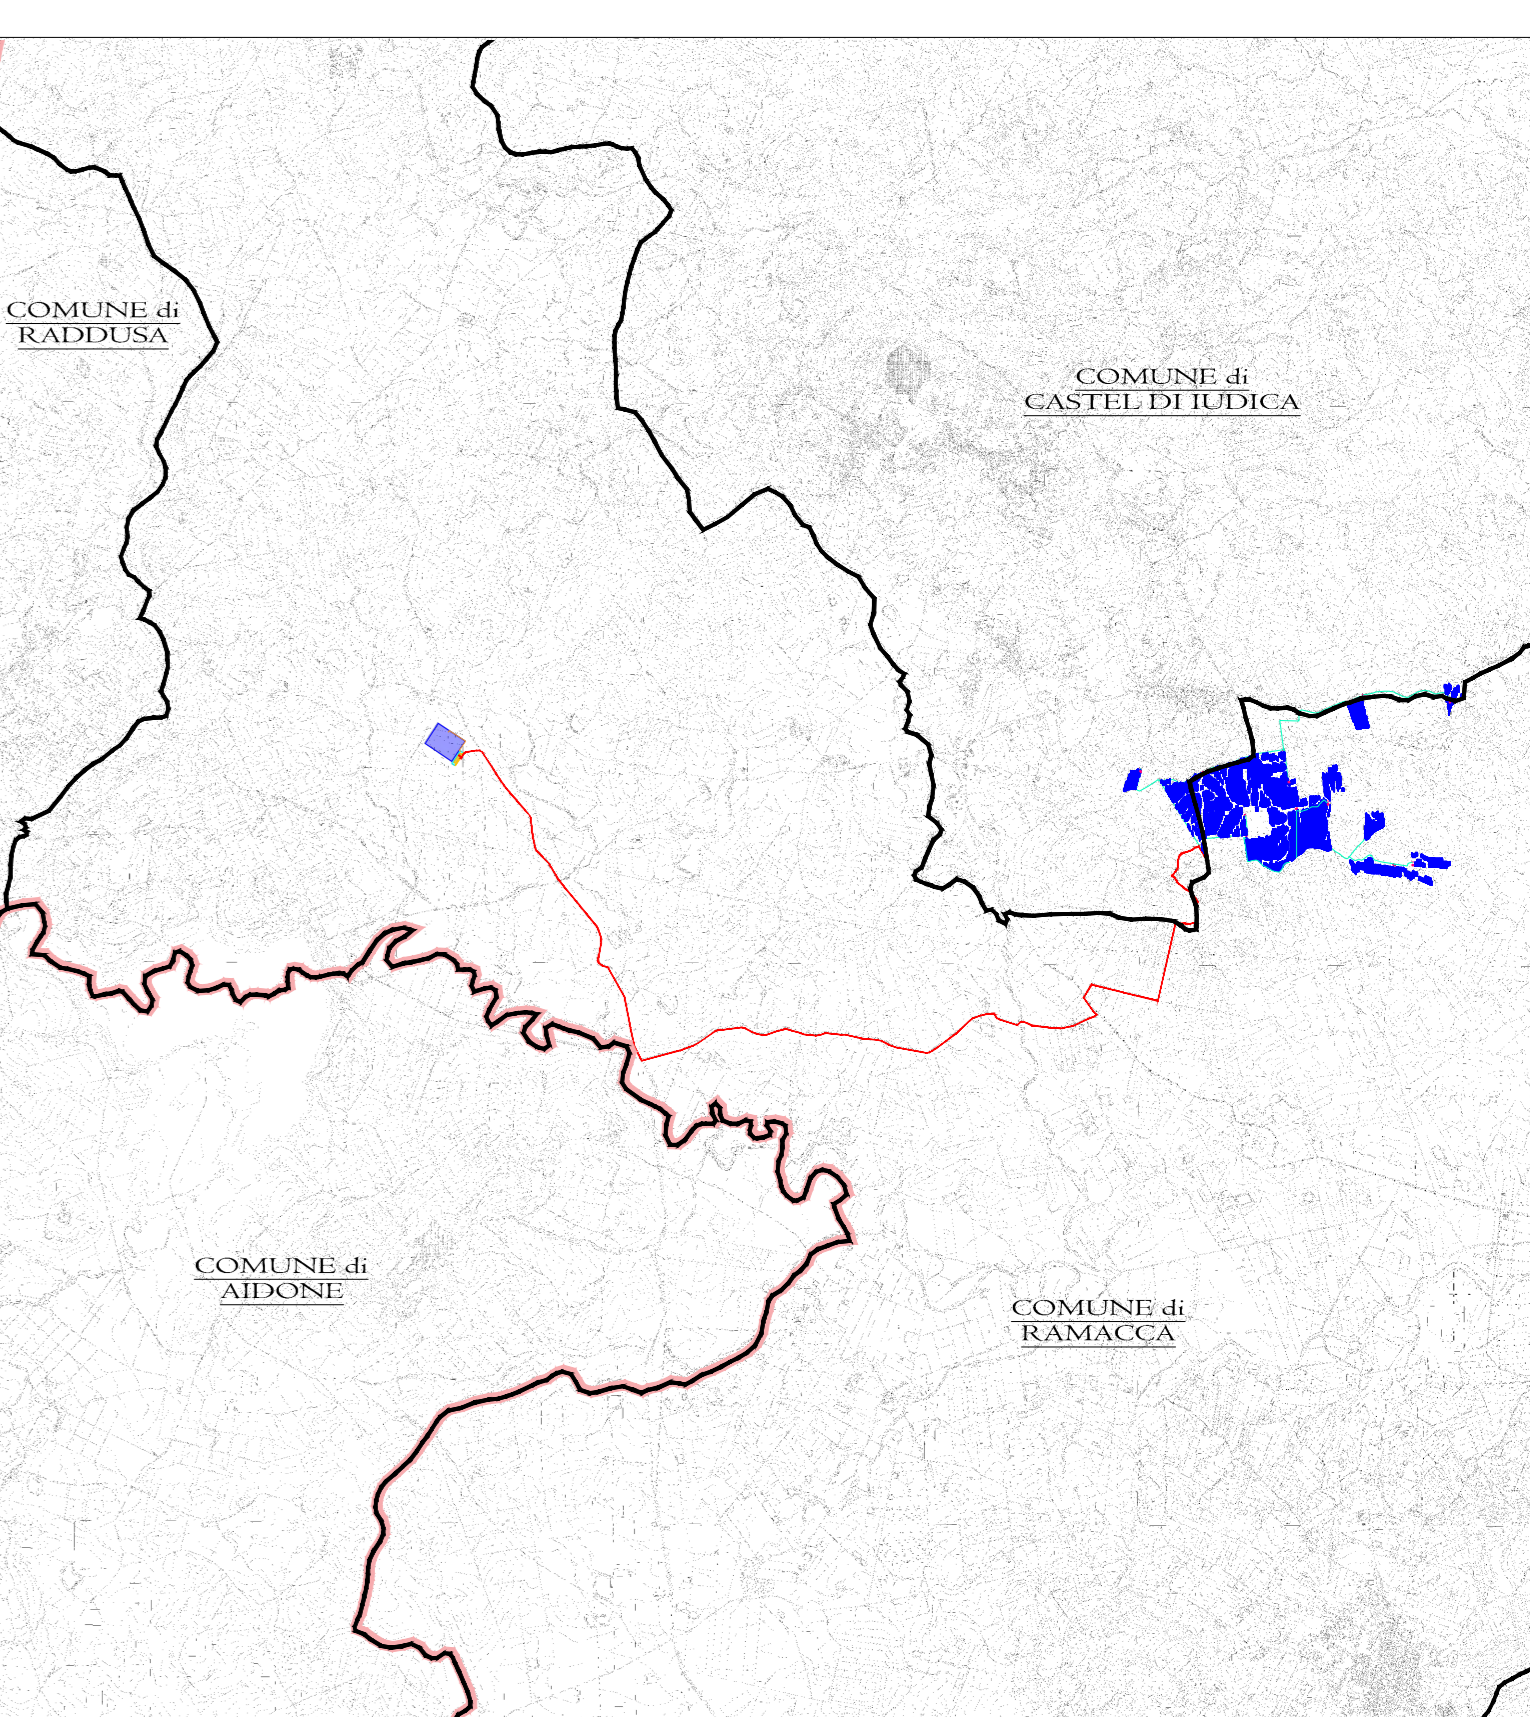 COMUNE di
RADDUSA
COMUNE di
CASTEL DI IUDICA
COMUNE di
AIDONE
COMUNE di
RAMACCA